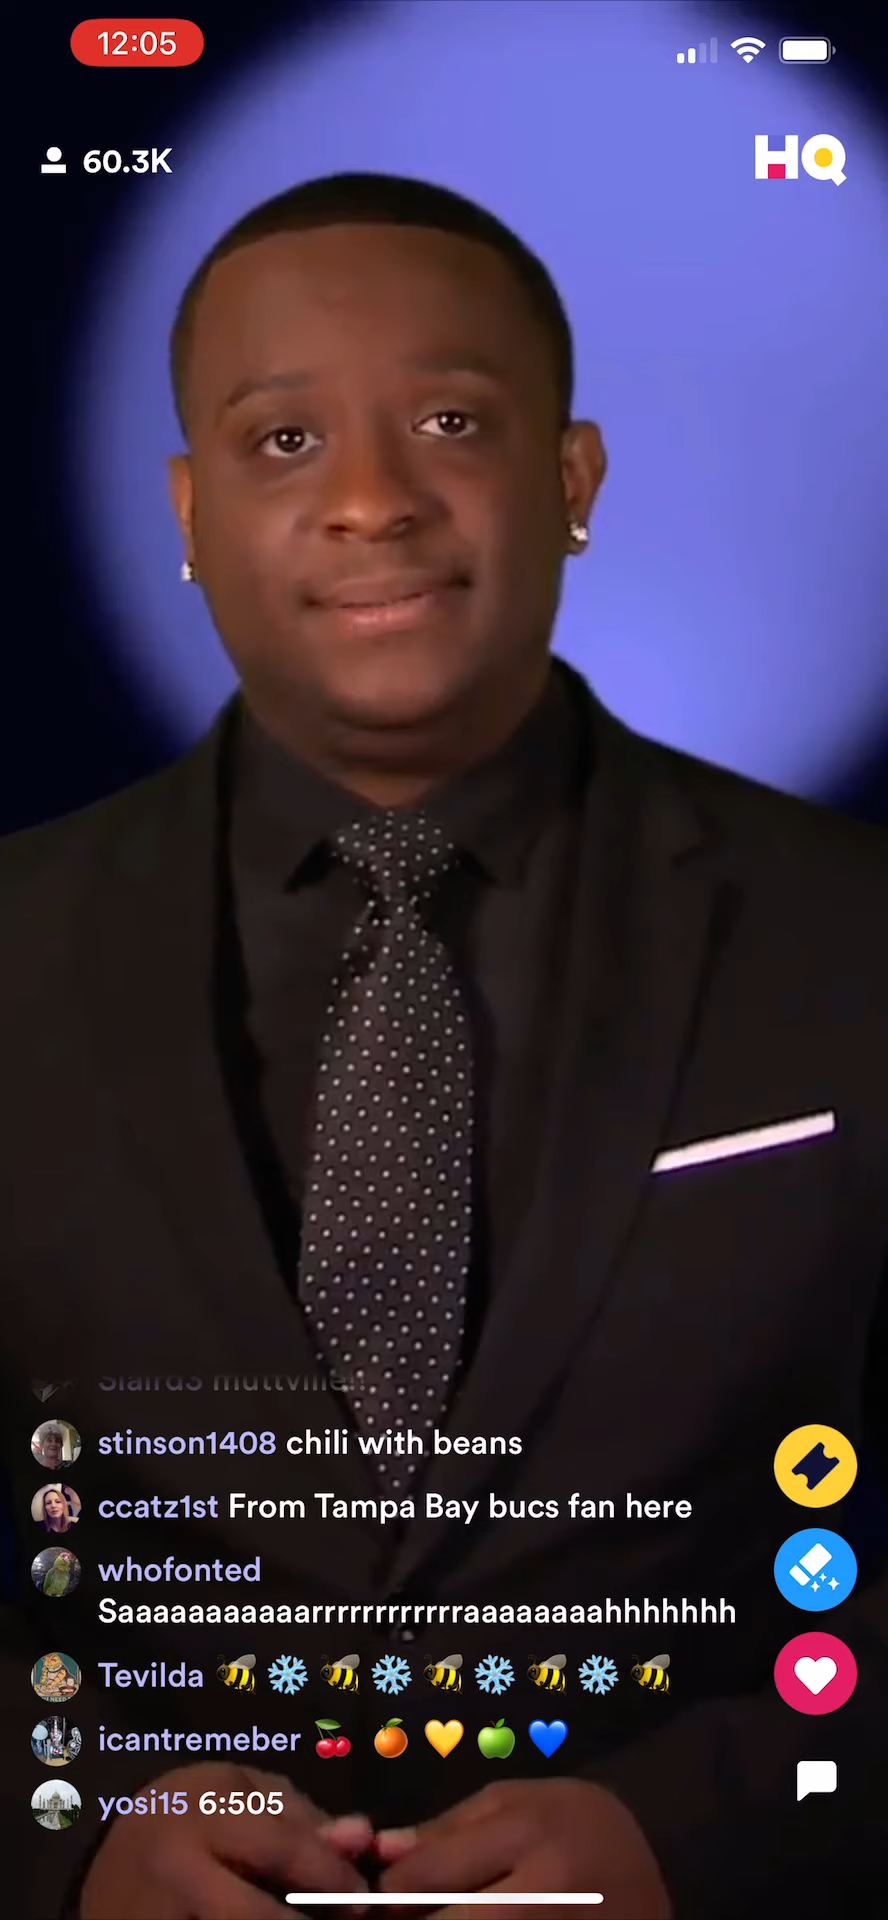 12:05
60.3K
HQ
stinson1408 chili with beans
ccatz1st From Tampa Bay bucs fan here
whofonted
Saaaaaaaaaaarrrrrrrrrrrraaaaaaaahhhhhhh
Tevilda 🐝 ❄️ 🐝 ❄️ 🐝 ❄️ 🐝 ❄️ 🐝
icantremeber 🍒 🍊 💛 🍏 💙
yosi15 6:505